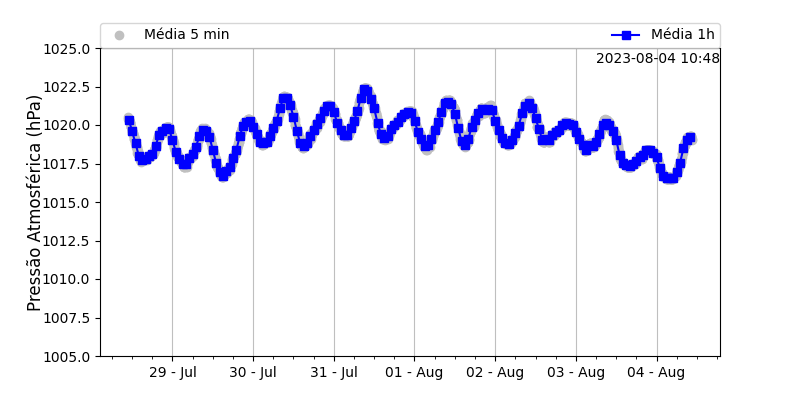 Média 5 min
Média 1h
2023-08-04 10:48
Pressão Atmosférica (hPa)
1025.0
1022.5
1020.0
1017.5
1015.0
1012.5
1010.0
1007.5
1005.0
29 - Jul
30 - Jul
31 - Jul
01 - Aug
02 - Aug
03 - Aug
04 - Aug